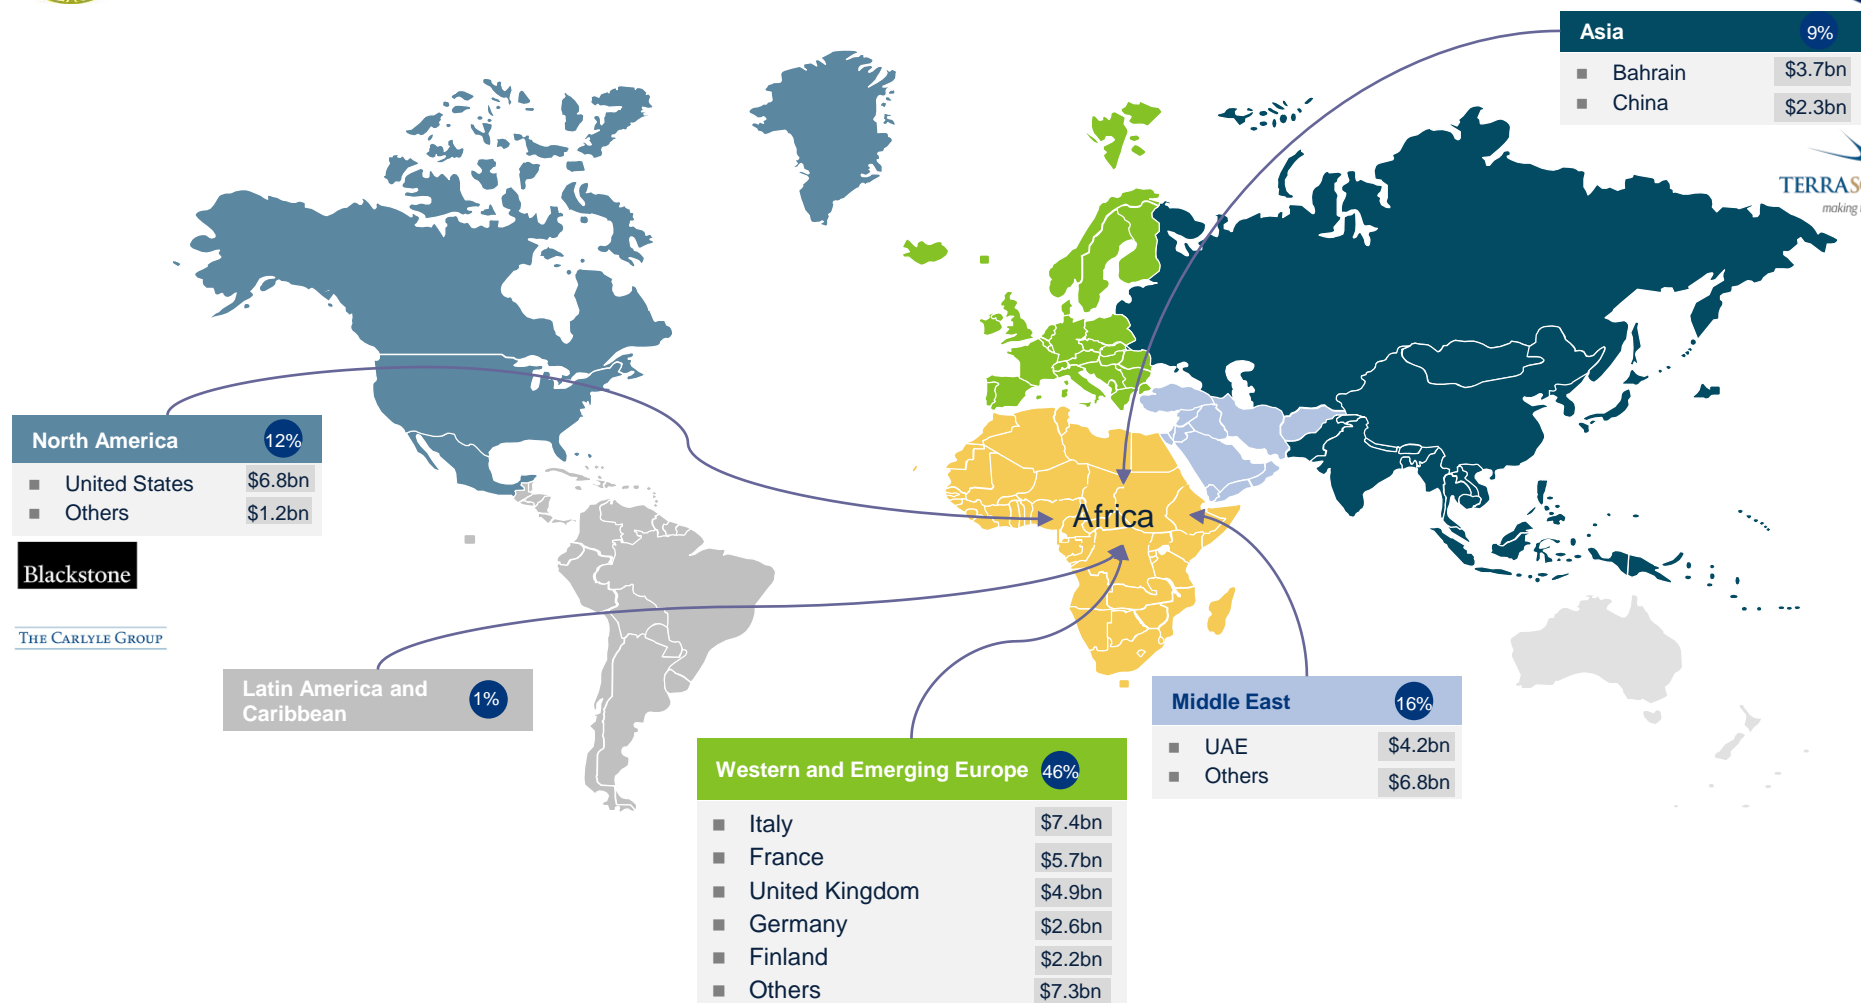 Asia 9%
Bahrain $3.7bn
China $2.3bn
making
North America 12%
United States $6.8bn
Others $1.2bn
Blackstone
THE CARLYLE GROUP
Africa
Latin America and
Caribbean 1%
Middle East 16%
UAE $4.2bn
Others $6.8bn
Western and Emerging Europe 46%
Italy $7.4bn
France $5.7bn
United Kingdom $4.9bn
Germany $2.6bn
Finland $2.2bn
Others $7.3bn